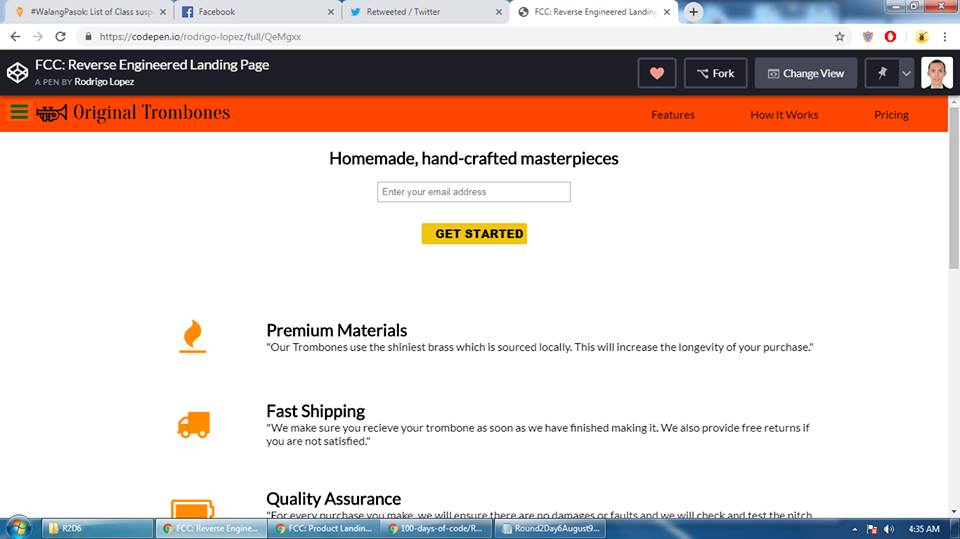 #WalangPasok: List of Class susp
Facebook
Retweeted / Twitter
FCC: Reverse Engineered Landing
https://codepen.io/rodrigo-lopez/full/QeMgxx
FCC: Reverse Engineered Landing Page
A PEN BY Rodrigo Lopez
Fork
Change View
Original Trombones
Features
How It Works
Pricing
Homemade, hand-crafted masterpieces
Enter your email address
GET STARTED
Premium Materials
"Our Trombones use the shiniest brass which is sourced locally. This will increase the longevity of your purchase."
Fast Shipping
"We make sure you recieve your trombone as soon as we have finished making it. We also provide free returns if
you are not satisfied."
Quality Assurance
"For every purchase you make, we will ensure there are no damages or faults and we will check and test the pitch
R2D6
FCC: Reverse Engine...
FCC: Product Landin...
100-days-of-code/R...
Round2Day6August9...
4:35 AM